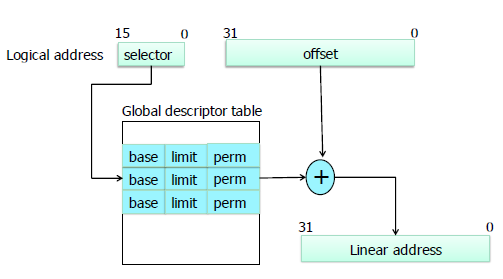 15 0 31 0
Logical address selector offset
Global descriptor table
base limit perm
base limit perm +
base limit perm
31 0
Linear address